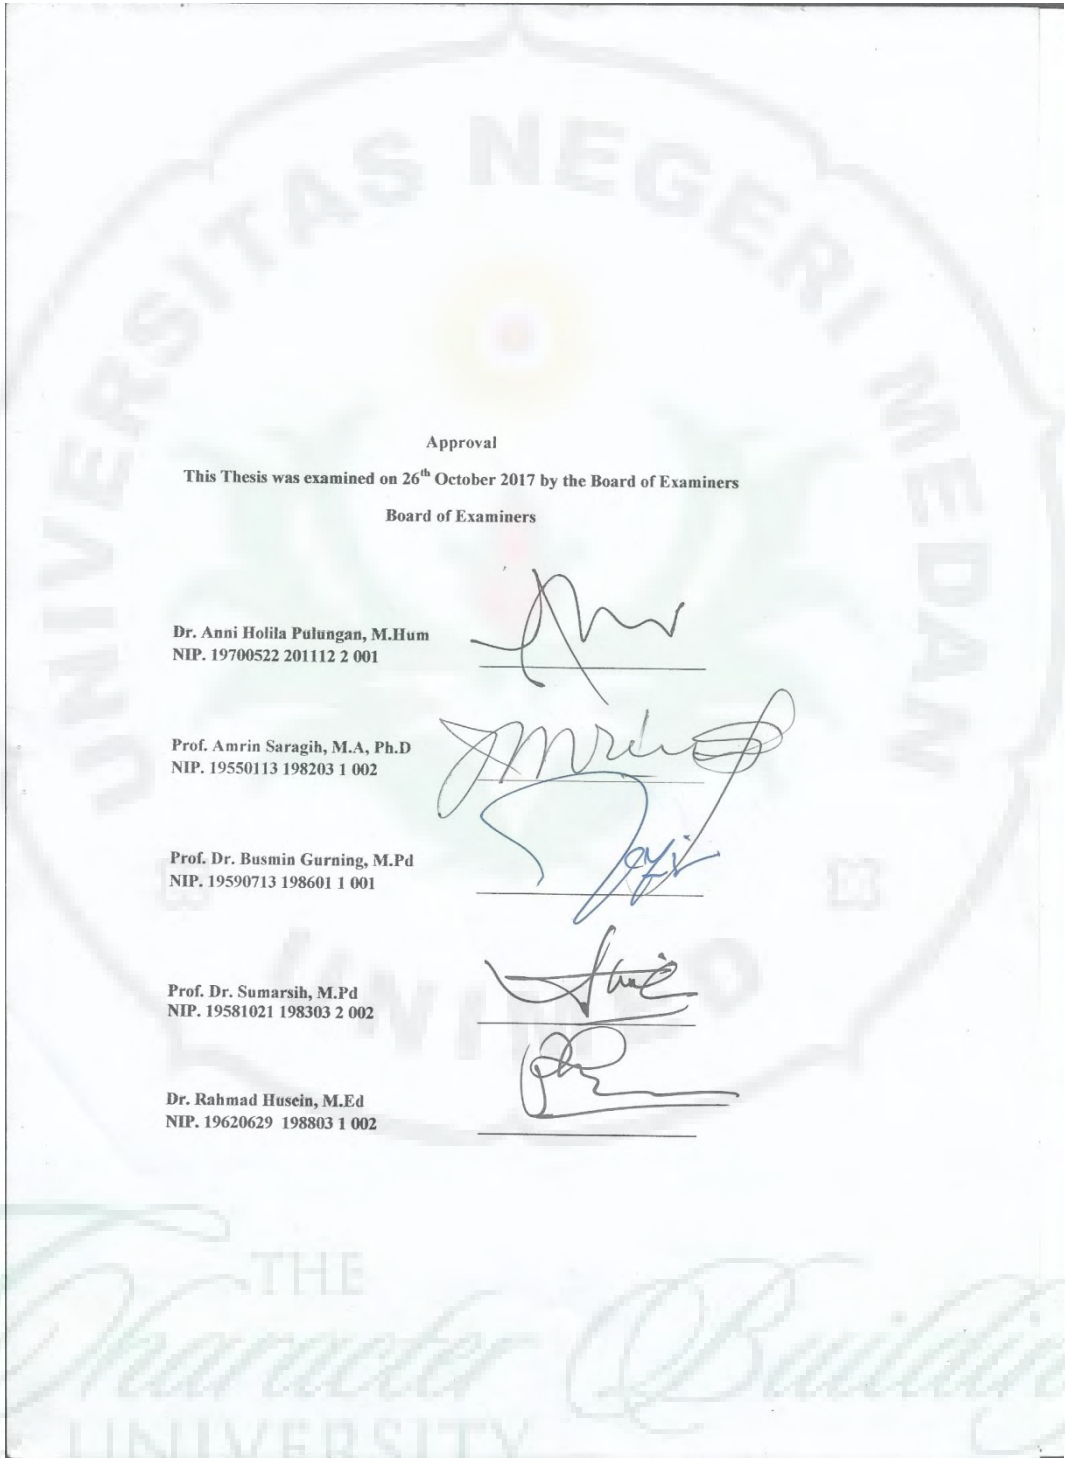 UNIVERSITAS NEGERI MEDAN
Approval
This Thesis was examined on 26th October 2017 by the Board of Examiners
Board of Examiners
Dr. Anni Holila Pulungan, M.Hum
NIP. 19700522 201112 2 001
Prof. Amrin Saragih, M.A, Ph.D
NIP. 19550113 198203 1 002
Prof. Dr. Busmin Gurning, M.Pd
NIP. 19590713 198601 1 001
Prof. Dr. Sumarsih, M.Pd
NIP. 19581021 198303 2 002
Dr. Rahmad Husein, M.Ed
NIP. 19620629 198803 1 002
UNIMED
THE
Character Building
UNIVERSITY